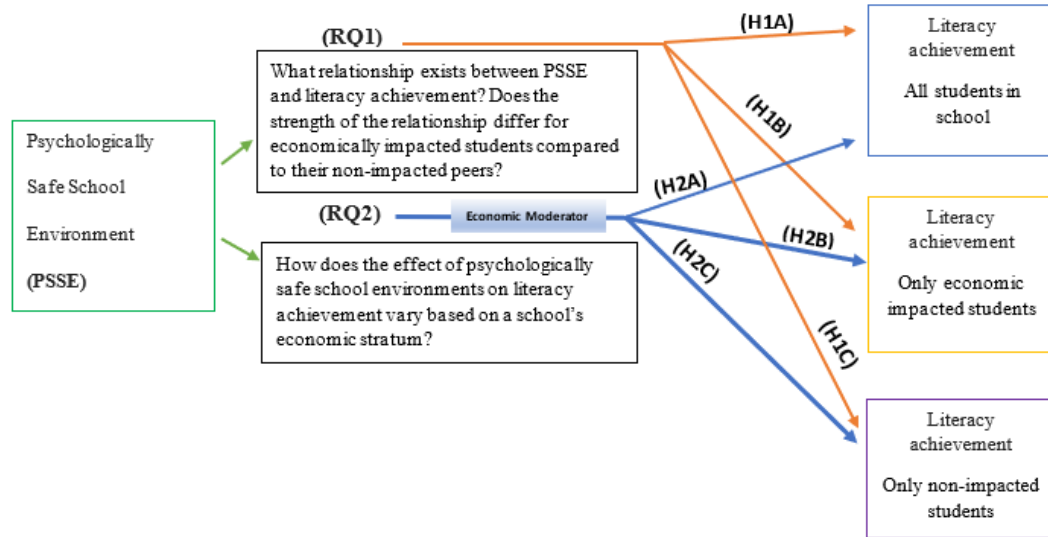 Psychologically
Safe School
Environment
(PSSE)
(RQ1)
What relationship exists between PSSE
and literacy achievement? Does the
strength of the relationship differ for
economically impacted students compared
to their non-impacted peers?
(RQ2)
Economic Moderator
How does the effect of psychologically
safe school environments on literacy
achievement vary based on a school's
economic stratum?
(H1A)
(H1B)
(H2A)
(H2B)
(H2C)
(H1C)
Literacy
achievement
All students in
school
Literacy
achievement
Only economic
impacted students
Literacy
achievement
Only non-impacted
students